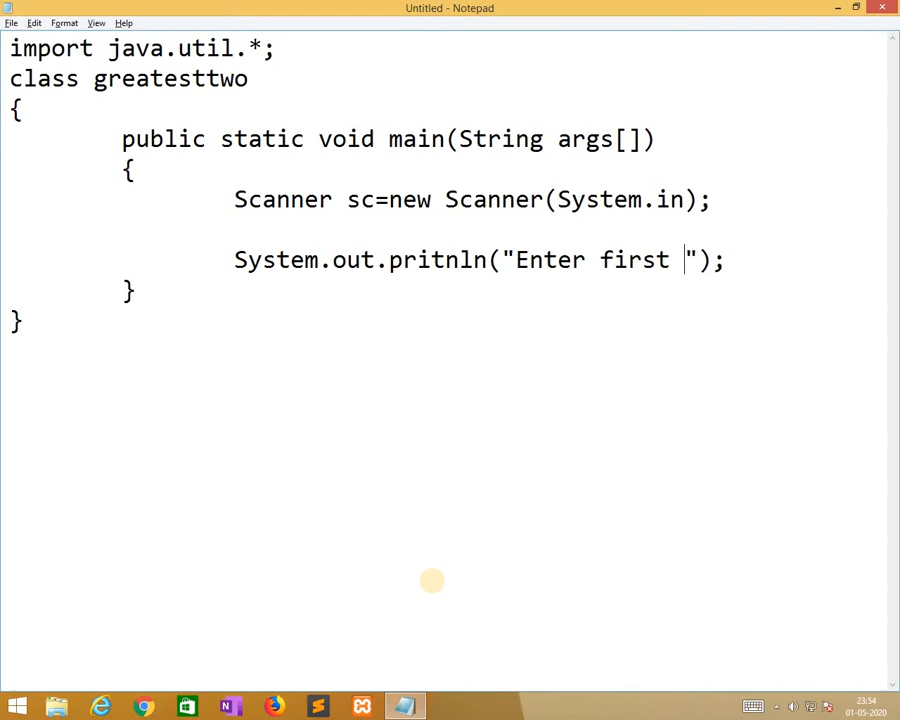 Untitled - Notepad
File Edit Format View Help
import java.util.*;
class greatesttwo
{
public static void main(String args[])
{
Scanner sc=new Scanner(System.in);
System.out.pritnln("Enter first ");
}
}
23:54
01-05-2020